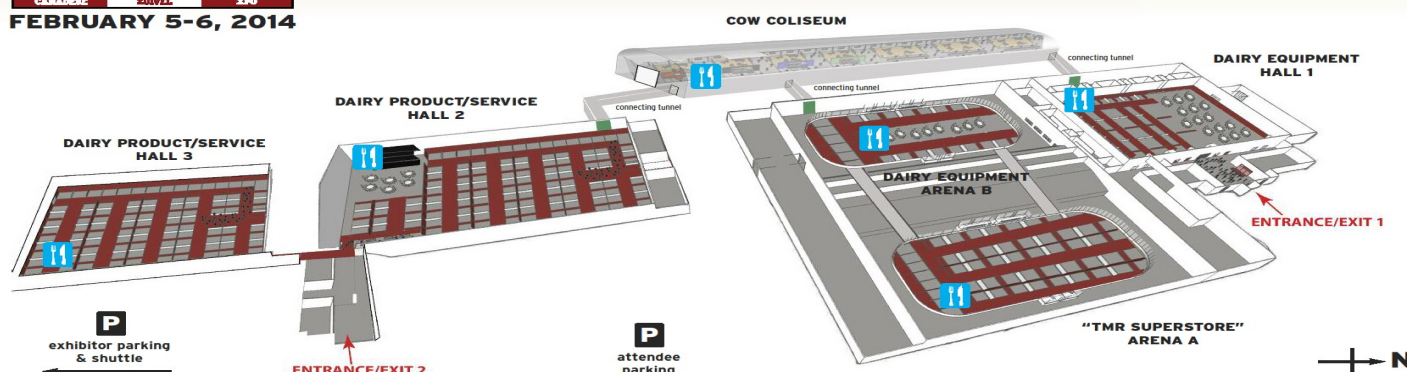 FEBRUARY 5-6, 2014
COW COLISEUM
connecting tunnel
DAIRY EQUIPMENT
HALL 1
connecting tunnel
DAIRY PRODUCT/SERVICE
HALL 2
connecting tunnel
DAIRY PRODUCT/SERVICE
HALL 3
DAIRY EQUIPMENT
ARENA B
ENTRANCE/EXIT 1
P
exhibitor parking
& shuttle
ENTRANCE/EXIT 2
P
attendee
parking
"TMR SUPERSTORE"
ARENA A
N